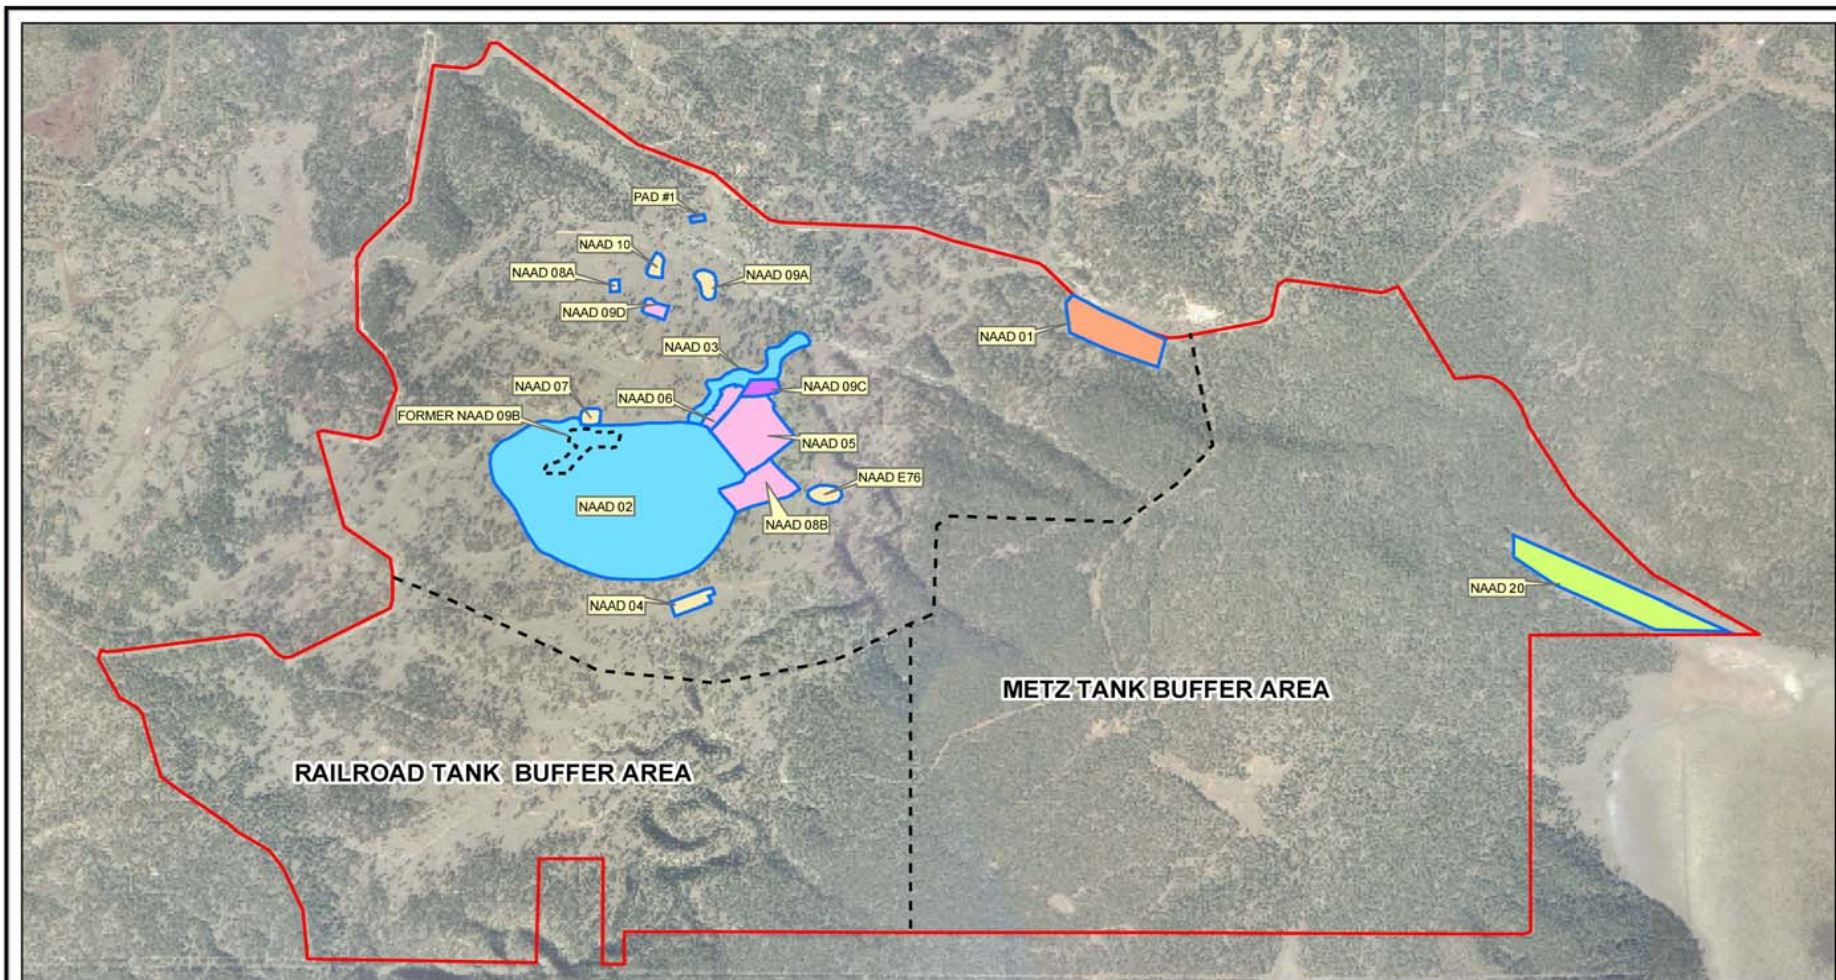 PAD #1
NAAD 10
NAAD 08A
NAAD 09A
NAAD 09D
NAAD 01
NAAD 03
NAAD 07
NAAD 09C
NAAD 06
FORMER NAAD 09B
NAAD 05
NAAD E76
NAAD 02
NAAD 08B
NAAD 20
NAAD 04
METZ TANK BUFFER AREA
RAILROAD TANK BUFFER AREA